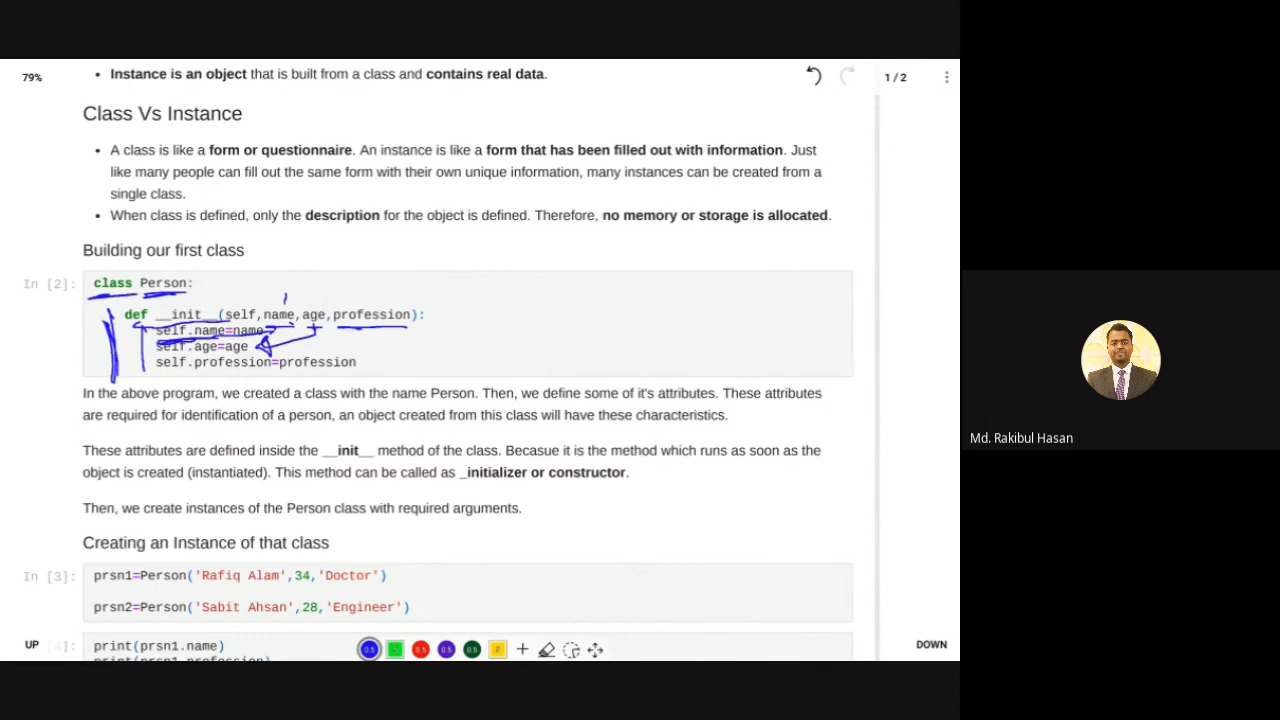 79%
• Instance is an object that is built from a class and contains real data.
1 / 2
Class Vs Instance
• A class is like a form or questionnaire. An instance is like a form that has been filled out with information. Just
like many people can fill out the same form with their own unique information, many instances can be created from a
single class.
• When class is defined, only the description for the object is defined. Therefore, no memory or storage is allocated.
Building our first class
In [2]:
class Person:
def __init__(self,name,age,profession):
self.name=name
self.age=age
self.profession=profession
In the above program, we created a class with the name Person. Then, we define some of it's attributes. These attributes
are required for identification of a person, an object created from this class will have these characteristics.
These attributes are defined inside the __init__ method of the class. Becasue it is the method which runs as soon as the
object is created (instantiated). This method can be called as _initializer or constructor.
Then, we create instances of the Person class with required arguments.
Creating an Instance of that class
In [3]:
prsn1=Person('Rafiq Alam',34,'Doctor')
prsn2=Person('Sabit Ahsan',28,'Engineer')
UP
print(prsn1.name)
print(prsn1.profession)
0.5 0.5 0.5 0.5
DOWN
Md. Rakibul Hasan